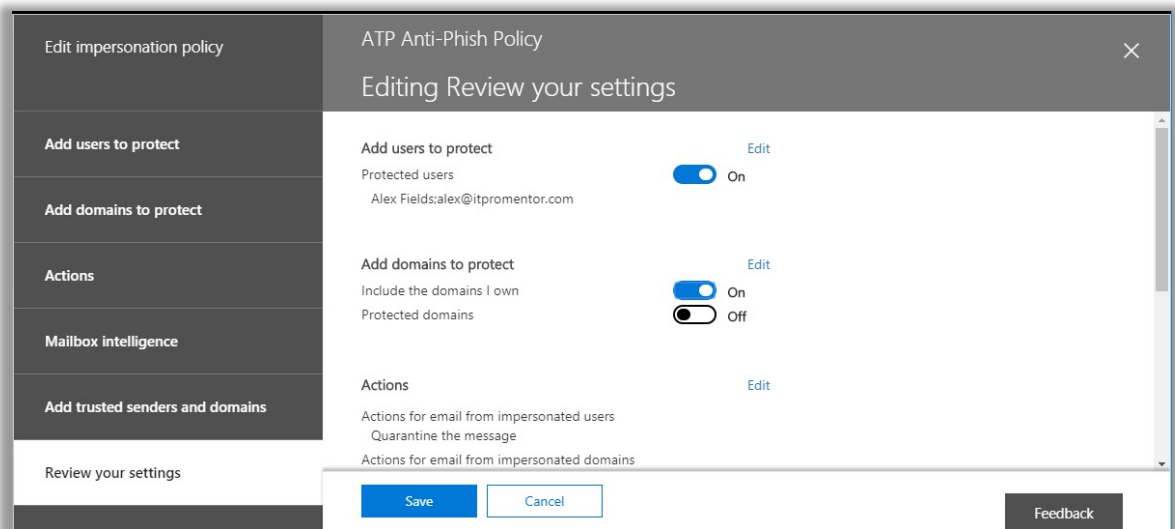 Edit impersonation policy
Add users to protect
Add domains to protect
Actions
Mailbox intelligence
Add trusted senders and domains
Review your settings
ATP Anti-Phish Policy
Editing Review your settings
Add users to protect Edit
Protected users On
Alex Fields;alex@itpromentor.com
Add domains to protect Edit
Include the domains I own On
Protected domains Off
Actions Edit
Actions for email from impersonated users
Quarantine the message
Actions for email from impersonated domains
Save Cancel
Feedback